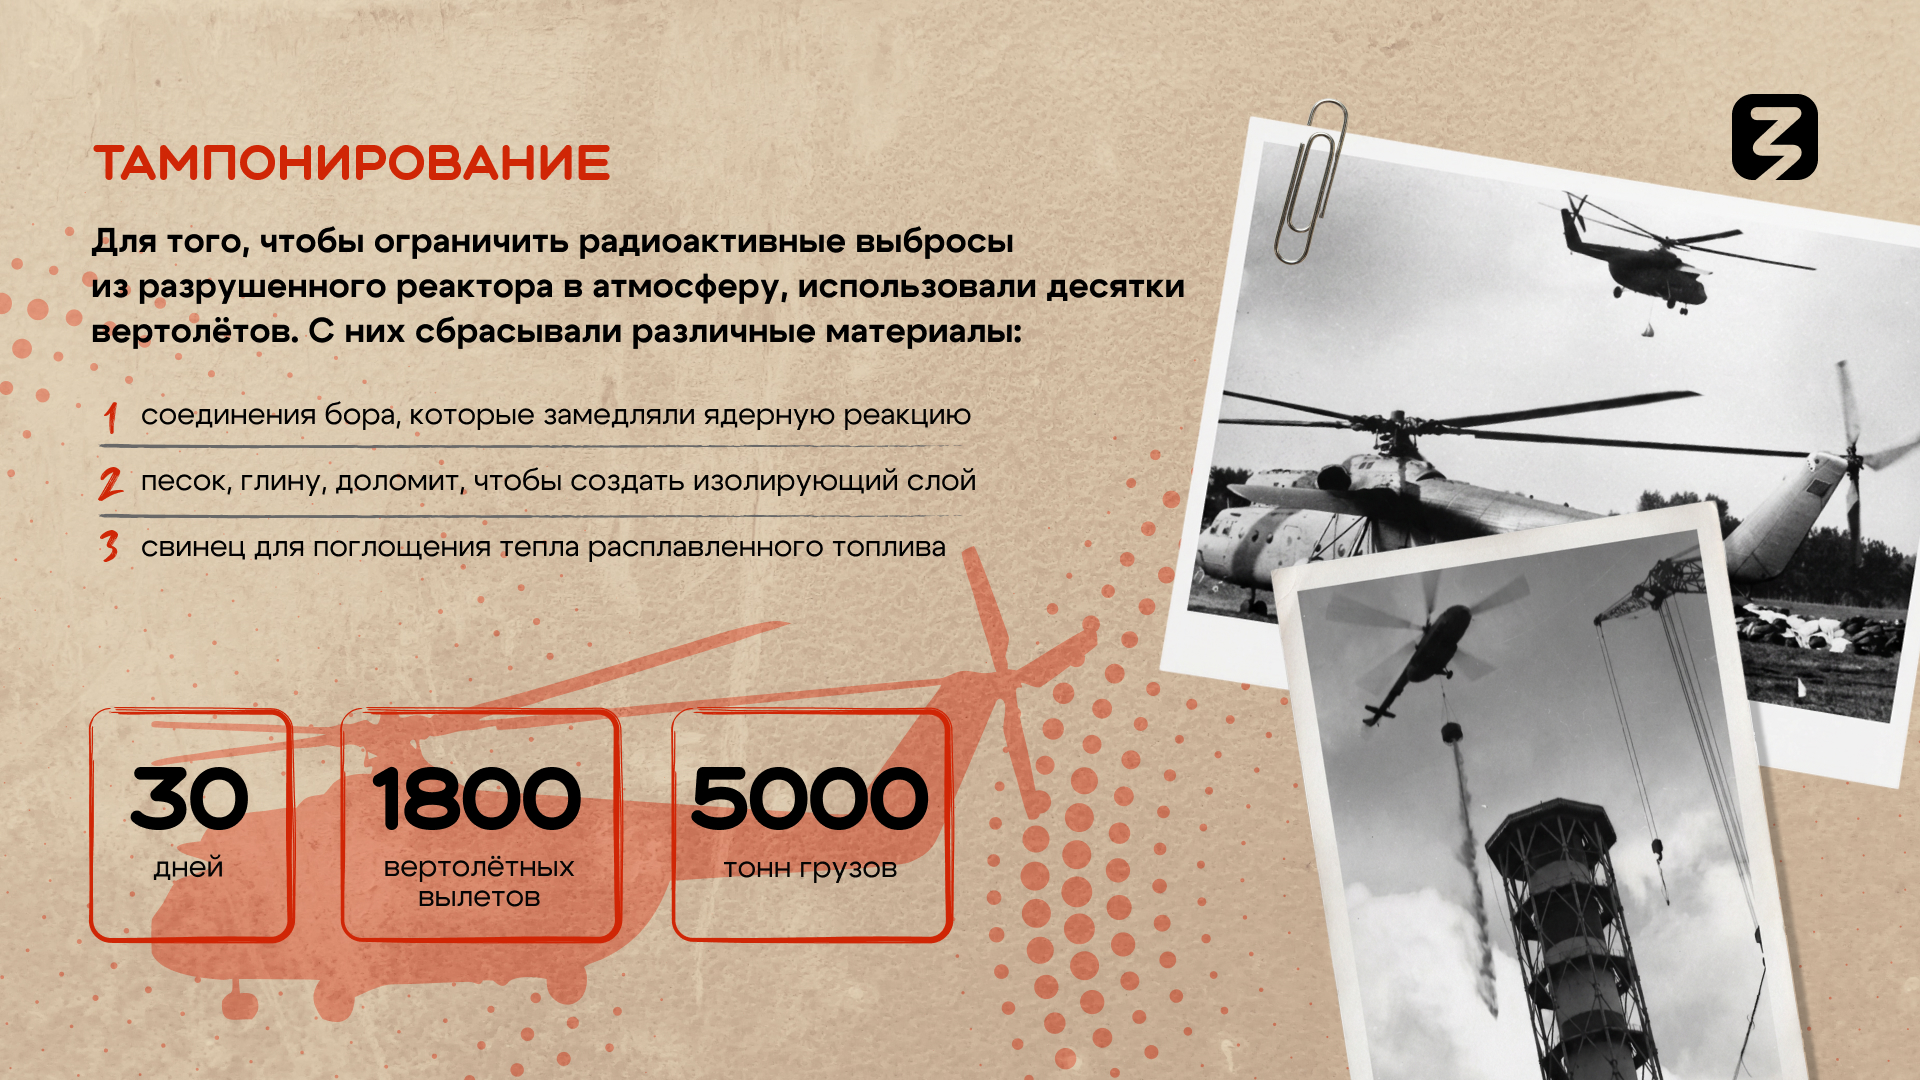 ТАМПОНИРОВАНИЕ
Для того, чтобы ограничить радиоактивные выбросы
из разрушенного реактора в атмосферу, использовали десятки
вертолётов. С них сбрасывали различные материалы:
1 соединения бора, которые замедляли ядерную реакцию
2 песок, глину, доломит, чтобы создать изолирующий слой
3 свинец для поглощения тепла расплавленного топлива
30
дней
1800
вертолётных
вылетов
5000
тонн грузов